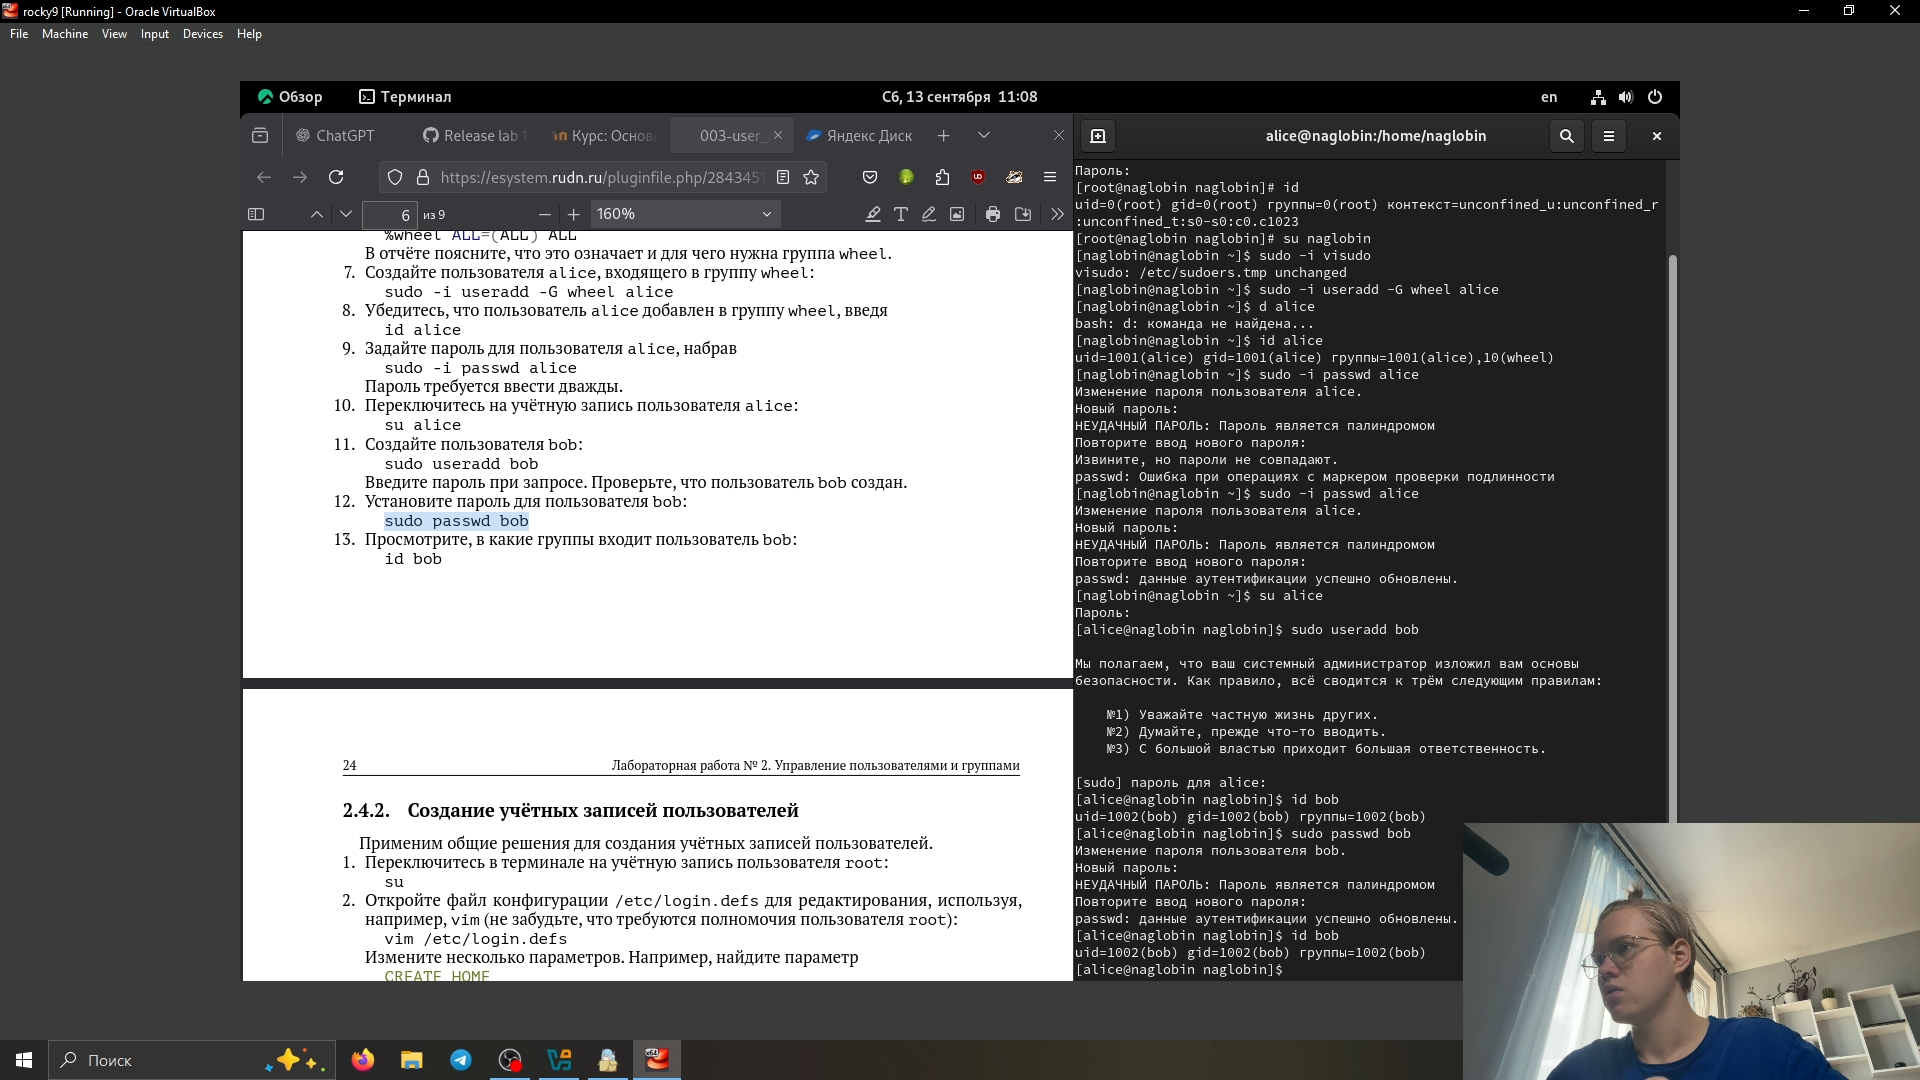 rocky9 [Running] - Oracle VirtualBox
File Machine View Input Devices Help
Обзор Терминал Сб, 13 сентября 11:08 en
ChatGPT Release lab 1 Курс: Основ 003-user_ Яндекс Диск
https://esystem.rudn.ru/pluginfile.php/2843451
6 из 9 160%
%wheel ALL=(ALL) ALL
В отчёте поясните, что это означает и для чего нужна группа wheel.
7. Создайте пользователя alice, входящего в группу wheel:
sudo -i useradd -G wheel alice
8. Убедитесь, что пользователь alice добавлен в группу wheel, введя
id alice
9. Задайте пароль для пользователя alice, набрав
sudo -i passwd alice
Пароль требуется ввести дважды.
10. Переключитесь на учётную запись пользователя alice:
su alice
11. Создайте пользователя bob:
sudo useradd bob
Введите пароль при запросе. Проверьте, что пользователь bob создан.
12. Установите пароль для пользователя bob:
sudo passwd bob
13. Просмотрите, в какие группы входит пользователь bob:
id bob
24 Лабораторная работа № 2. Управление пользователями и группами
2.4.2. Создание учётных записей пользователей
Применим общие решения для создания учётных записей пользователей.
1. Переключитесь в терминале на учётную запись пользователя root:
su
2. Откройте файл конфигурации /etc/login.defs для редактирования, используя,
например, vim (не забудьте, что требуются полномочия пользователя root):
vim /etc/login.defs
Измените несколько параметров. Например, найдите параметр
CREATE_HOME
alice@naglobin:/home/naglobin
Пароль:
[root@naglobin naglobin]# id
uid=0(root) gid=0(root) группы=0(root) контекст=unconfined_u:unconfined_r
:unconfined_t:s0-s0:c0.c1023
[root@naglobin naglobin]# su naglobin
[naglobin@naglobin ~]$ sudo -i visudo
visudo: /etc/sudoers.tmp unchanged
[naglobin@naglobin ~]$ sudo -i useradd -G wheel alice
[naglobin@naglobin ~]$ d alice
bash: d: команда не найдена...
[naglobin@naglobin ~]$ id alice
uid=1001(alice) gid=1001(alice) группы=1001(alice),10(wheel)
[naglobin@naglobin ~]$ sudo -i passwd alice
Изменение пароля пользователя alice.
Новый пароль:
НЕУДАЧНЫЙ ПАРОЛЬ: Пароль является палиндромом
Повторите ввод нового пароля:
Извините, но пароли не совпадают.
passwd: Ошибка при операциях с маркером проверки подлинности
[naglobin@naglobin ~]$ sudo -i passwd alice
Изменение пароля пользователя alice.
Новый пароль:
НЕУДАЧНЫЙ ПАРОЛЬ: Пароль является палиндромом
Повторите ввод нового пароля:
passwd: данные аутентификации успешно обновлены.
[naglobin@naglobin ~]$ su alice
Пароль:
[alice@naglobin naglobin]$ sudo useradd bob
Мы полагаем, что ваш системный администратор изложил вам основы
безопасности. Как правило, всё сводится к трём следующим правилам:
№1) Уважайте частную жизнь других.
№2) Думайте, прежде что-то вводить.
№3) С большой властью приходит большая ответственность.
[sudo] пароль для alice:
[alice@naglobin naglobin]$ id bob
uid=1002(bob) gid=1002(bob) группы=1002(bob)
[alice@naglobin naglobin]$ sudo passwd bob
Изменение пароля пользователя bob.
Новый пароль:
НЕУДАЧНЫЙ ПАРОЛЬ: Пароль является палиндромом
Повторите ввод нового пароля:
passwd: данные аутентификации успешно обновлены.
[alice@naglobin naglobin]$ id bob
uid=1002(bob) gid=1002(bob) группы=1002(bob)
[alice@naglobin naglobin]$
Поиск